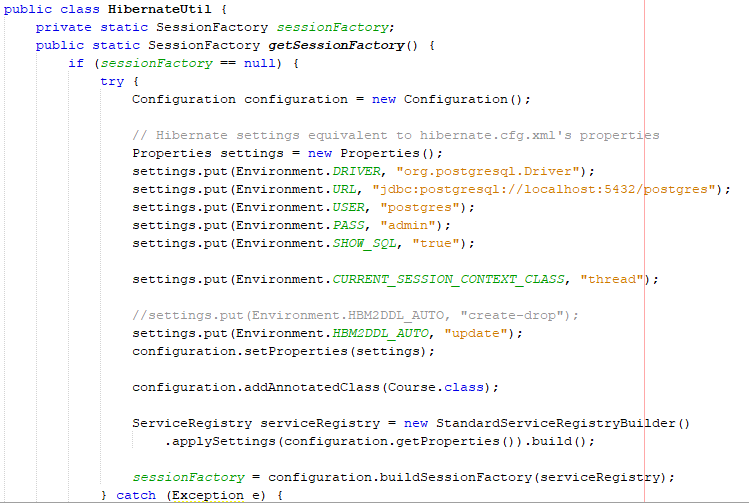 public class HibernateUtil {
    private static SessionFactory sessionFactory;
    public static SessionFactory getSessionFactory() {
        if (sessionFactory == null) {
            try {
                Configuration configuration = new Configuration();

                // Hibernate settings equivalent to hibernate.cfg.xml's properties
                Properties settings = new Properties();
                settings.put(Environment.DRIVER, "org.postgresql.Driver");
                settings.put(Environment.URL, "jdbc:postgresql://localhost:5432/postgres");
                settings.put(Environment.USER, "postgres");
                settings.put(Environment.PASS, "admin");
                settings.put(Environment.SHOW_SQL, "true");

                settings.put(Environment.CURRENT_SESSION_CONTEXT_CLASS, "thread");

                //settings.put(Environment.HBM2DDL_AUTO, "create-drop");
                settings.put(Environment.HBM2DDL_AUTO, "update");
                configuration.setProperties(settings);

                configuration.addAnnotatedClass(Course.class);

                ServiceRegistry serviceRegistry = new StandardServiceRegistryBuilder()
                    .applySettings(configuration.getProperties()).build();

                sessionFactory = configuration.buildSessionFactory(serviceRegistry);
            } catch (Exception e) {